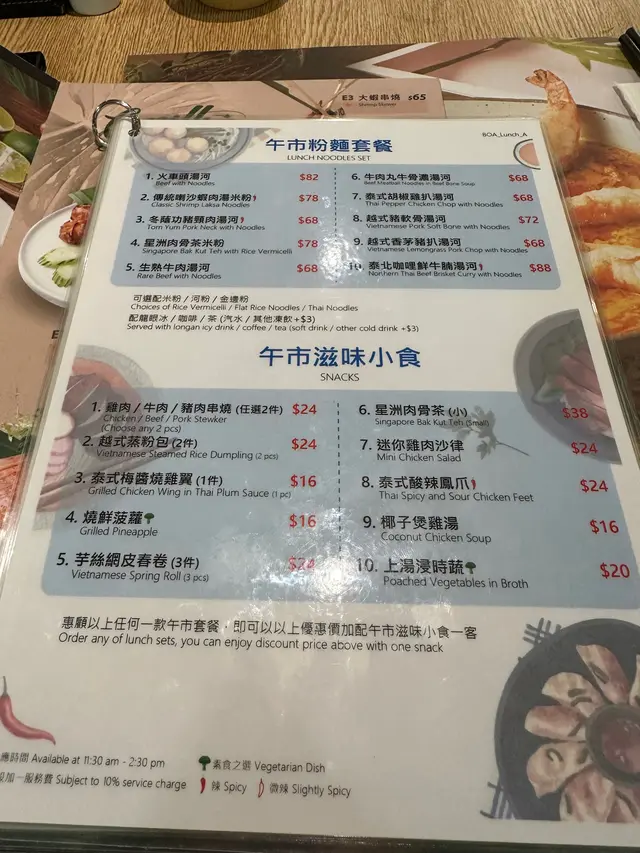 E3 大蝦串燒 $65
Shrimp Skewer
BOA_Lunch_A
午市粉麵套餐
LUNCH NOODLES SET
1. 火車頭湯河 $82
Beef with Noodles
2. 傳統喇沙蝦肉湯米粉 $78
Classic Shrimp Laksa Noodles
3. 冬蔭功豬頸肉湯河 $68
Tom Yum Pork Neck with Noodles
4. 星洲肉骨茶米粉 $78
Singapore Bak Kut Teh with Rice Vermicelli
5. 生熟牛肉湯河 $68
Rare Beef with Noodles
6. 牛肉丸牛骨濃湯河 $68
Beef Meatball Noodles in Beef Bone Soup
7. 泰式胡椒雞扒湯河 $68
Thai Pepper Chicken Chop with Noodles
8. 越式豬軟骨湯河 $72
Vietnamese Pork Soft Bone with Noodles
9. 越式香茅豬扒湯河 $68
Vietnamese Lemongrass Pork Chop with Noodles
10. 泰北咖哩鮮牛腩湯河 $88
Northern Thai Beef Brisket Curry with Noodles
可選配米粉 / 河粉 / 金邊粉
Choices of Rice Vermicelli / Flat Rice Noodles / Thai Noodles
配龍眼冰 / 咖啡 / 茶 (汽水 / 其他凍飲 +$3)
Served with longan icy drink / coffee / tea (soft drink / other cold drink +$3)
午市滋味小食
SNACKS
1. 雞肉 / 牛肉 / 豬肉串燒 (任選2件) $24
Chicken / Beef / Pork Stewker
(Choose any 2 pcs)
2. 越式蒸粉包 (2件) $24
Vietnamese Steamed Rice Dumpling (2 pcs)
3. 泰式梅醬燒雞翼 (1件) $16
Grilled Chicken Wing in Thai Plum Sauce (1 pc)
4. 燒鮮菠蘿 $16
Grilled Pineapple
5. 芋絲網皮春卷 (3件) $24
Vietnamese Spring Roll (3 pcs)
6. 星洲肉骨茶 (小) $38
Singapore Bak Kut Teh (Small)
7. 迷你雞肉沙律 $24
Mini Chicken Salad
8. 泰式酸辣鳳爪 $24
Thai Spicy and Sour Chicken Feet
9. 椰子煲雞湯 $16
Coconut Chicken Soup
10. 上湯浸時蔬 $20
Poached Vegetables in Broth
惠顧以上任何一款午市套餐，即可以以上優惠價加配午市滋味小食一客
Order any of lunch sets, you can enjoy discount price above with one snack
應時間 Available at 11:30 am - 2:30 pm
加一服務費 Subject to 10% service charge
素食之選 Vegetarian Dish
辣 Spicy 微辣 Slightly Spicy